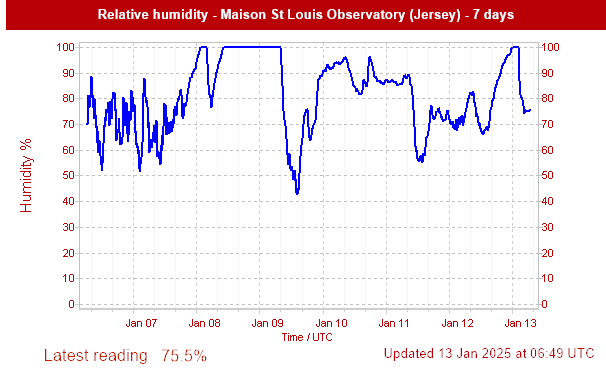 Relative humidity - Maison St Louis Observatory (Jersey) - 7 days
Humidity %
100 100
90 90
80 80
70 70
60 60
50 50
40 40
30 30
20 20
10 10
0 0
Jan 07 Jan 08 Jan 09 Jan 10 Jan 11 Jan 12 Jan 13
Time / UTC
Latest reading 75.5%
Updated 13 Jan 2025 at 06:49 UTC